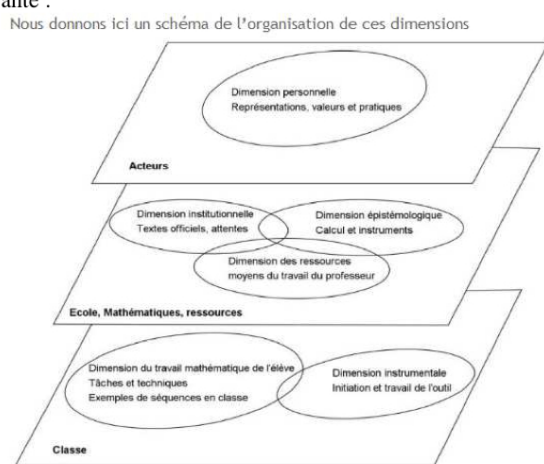 ante :
Nous donnons ici un schéma de l'organisation de ces dimensions
Dimension personnelle
Représentations, valeurs et pratiques
Acteurs
Dimension institutionnelle
Textes officiels, attentes
Dimension épistémologique
Calcul et instruments
Dimension des ressources
moyens du travail du professeur
Ecole, Mathématiques, ressources
Dimension du travail mathématique de l'élève
Tâches et techniques
Exemples de séquences en classe
Dimension instrumentale
Initiation et travail de l'outil
Classe